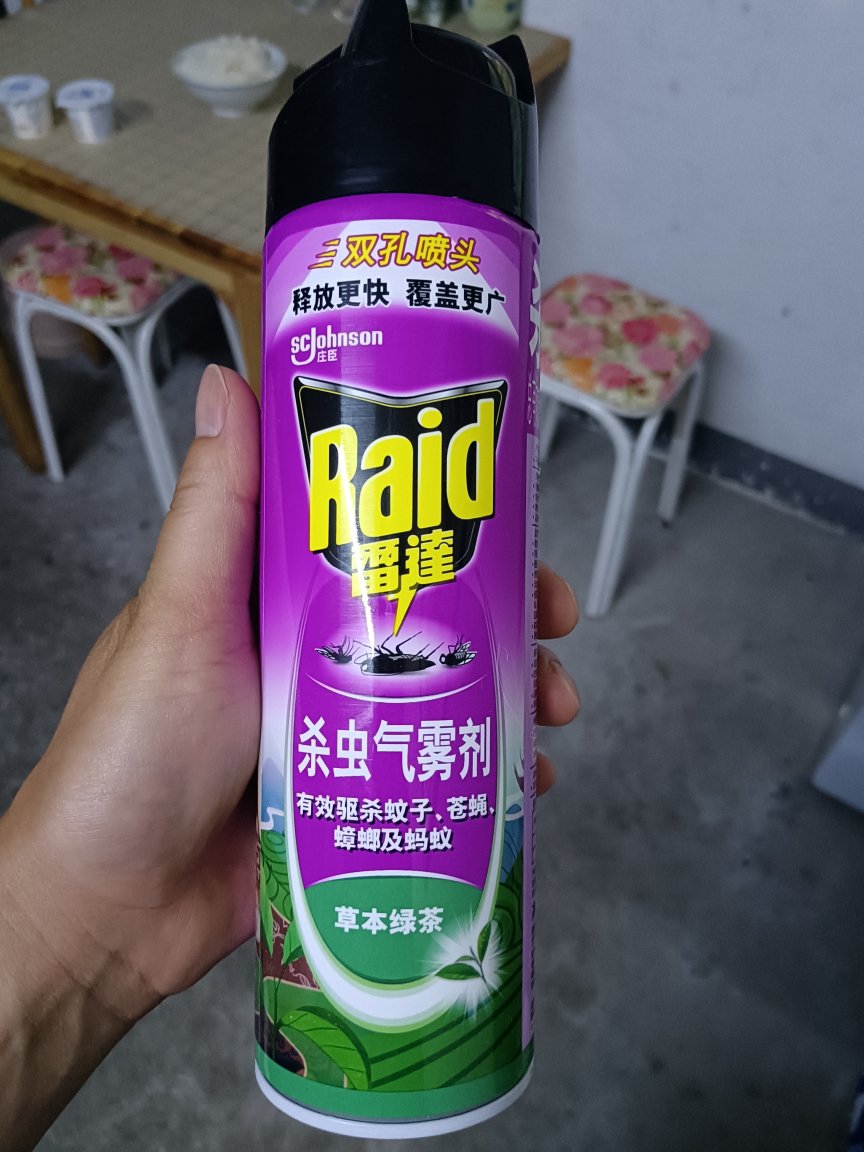 双孔喷头
释放更快 覆盖更广
SCJohnson
庄臣
Raid
雷達
杀虫气雾剂
有效驱杀蚊子、苍蝇、
蟑螂及蚂蚁
草本绿茶